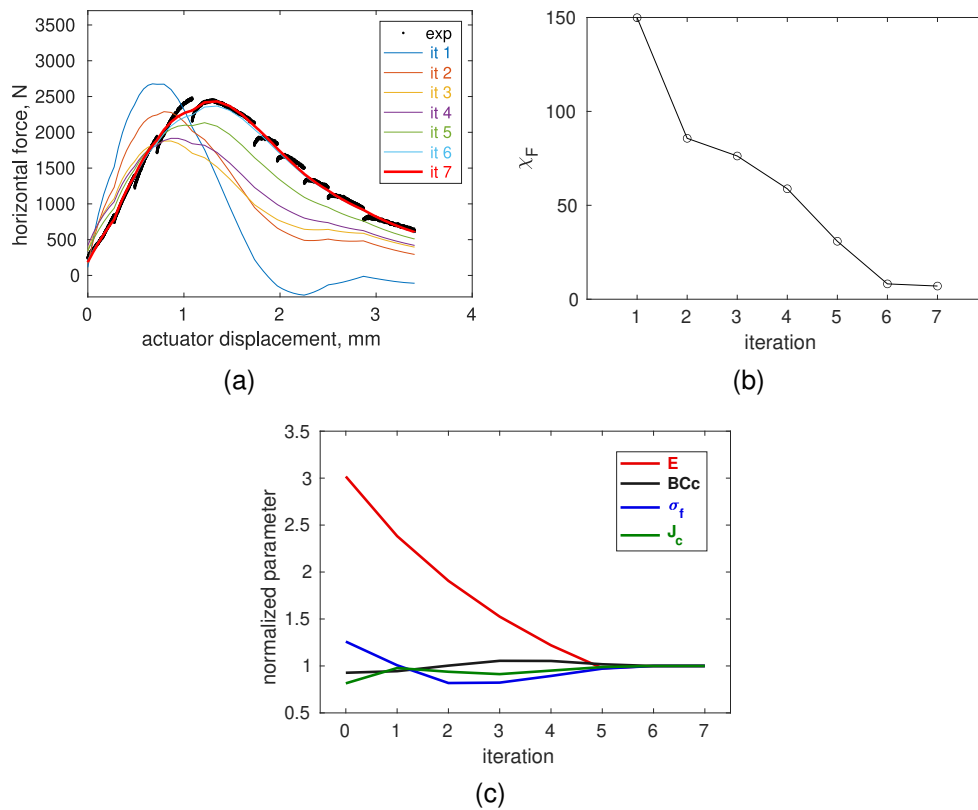 3500
3000
2500
2000
1500
1000
500
0
horizontal force, N
exp
it 1
it 2
it 3
it 4
it 5
it 6
it 7
0 1 2 3 4
actuator displacement, mm
(a)
150
100
50
0
χ_F
1 2 3 4 5 6 7
iteration
(b)
3.5
3
2.5
2
1.5
1
0.5
normalized parameter
E
BCc
σ_f
J_c
0 1 2 3 4 5 6 7
iteration
(c)